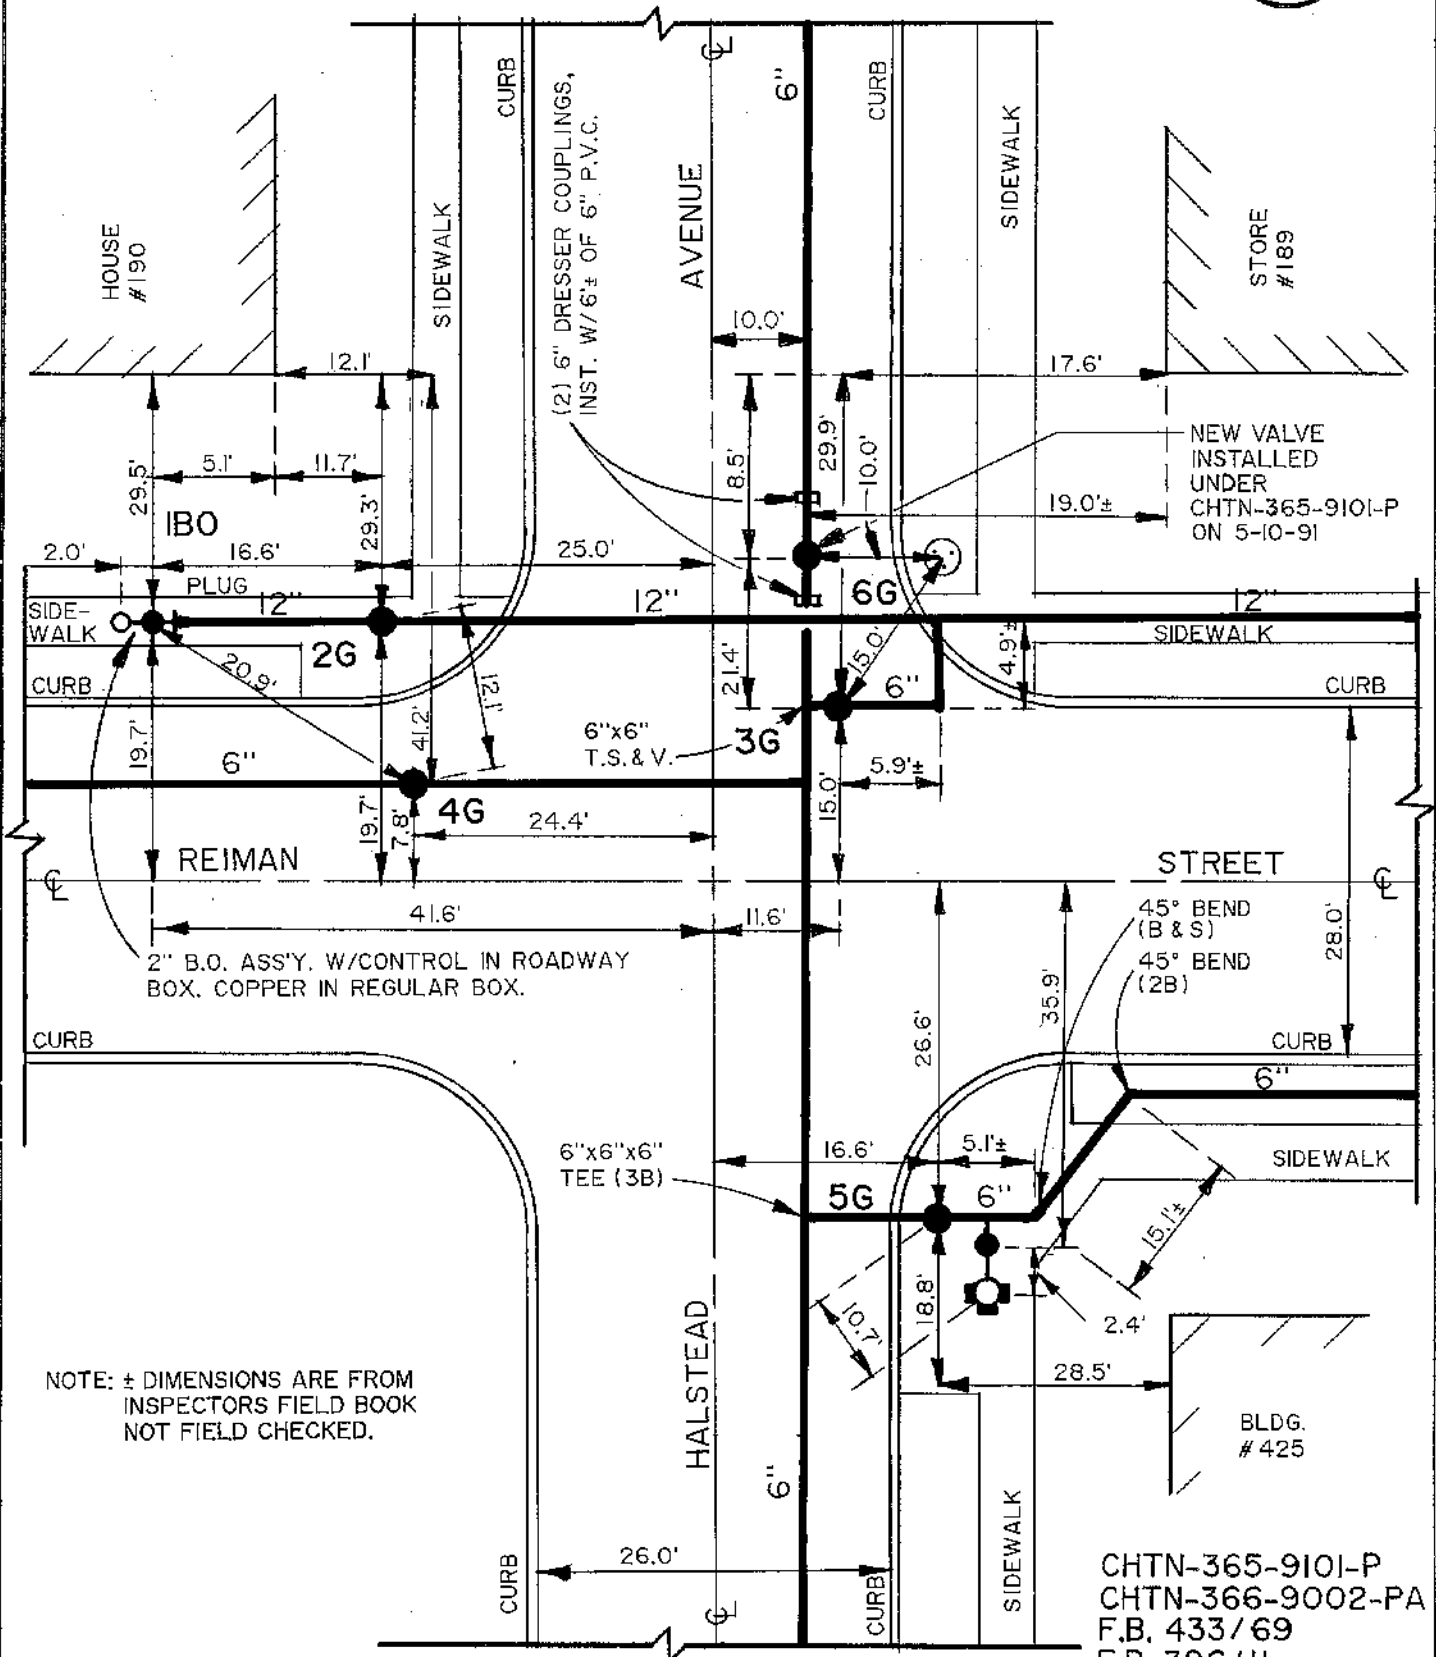 CURB
℄
6"
CURB
SIDEWALK
(2) 6" DRESSER COUPLINGS,
INST. W/6'± OF 6" P.V.C.
AVENUE
SIDEWALK
HOUSE
#190
STORE
#189
10.0'
12.1'
17.6'
29.5'
5.1'
11.7'
29.3'
8.5'
29.9'
10.0'
NEW VALVE
INSTALLED
UNDER
CHTN-365-9101-P
ON 5-10-91
19.0'±
1BO
2.0'
16.6'
25.0'
PLUG
12"
12"
6G
12"
SIDE-
WALK
2G
SIDEWALK
4.9'±
20.9'
12.1'
41.2'
21.4'
15.0'
6"
CURB
CURB
6"x6"
T.S.& V.
3G
19.7'
6"
5.9'±
15.0'
4G
19.7'
7.8'
24.4'
REIMAN
STREET
℄
℄
41.6'
11.6'
45° BEND
(B & S)
45° BEND
(2B)
28.0'
2" B.O. ASS'Y. W/CONTROL IN ROADWAY
BOX. COPPER IN REGULAR BOX.
35.9'
26.6'
CURB
CURB
6"
6"x6"x6"
TEE (3B)
16.6'
5.1'±
SIDEWALK
5G
6"
15.1'±
18.8'
10.7'
2.4'
HALSTEAD
28.5'
NOTE: ± DIMENSIONS ARE FROM
INSPECTORS FIELD BOOK
NOT FIELD CHECKED.
BLDG.
#425
6"
SIDEWALK
CURB
26.0'
CURB
℄
CHTN-365-9101-P
CHTN-366-9002-PA
F.B. 433/69